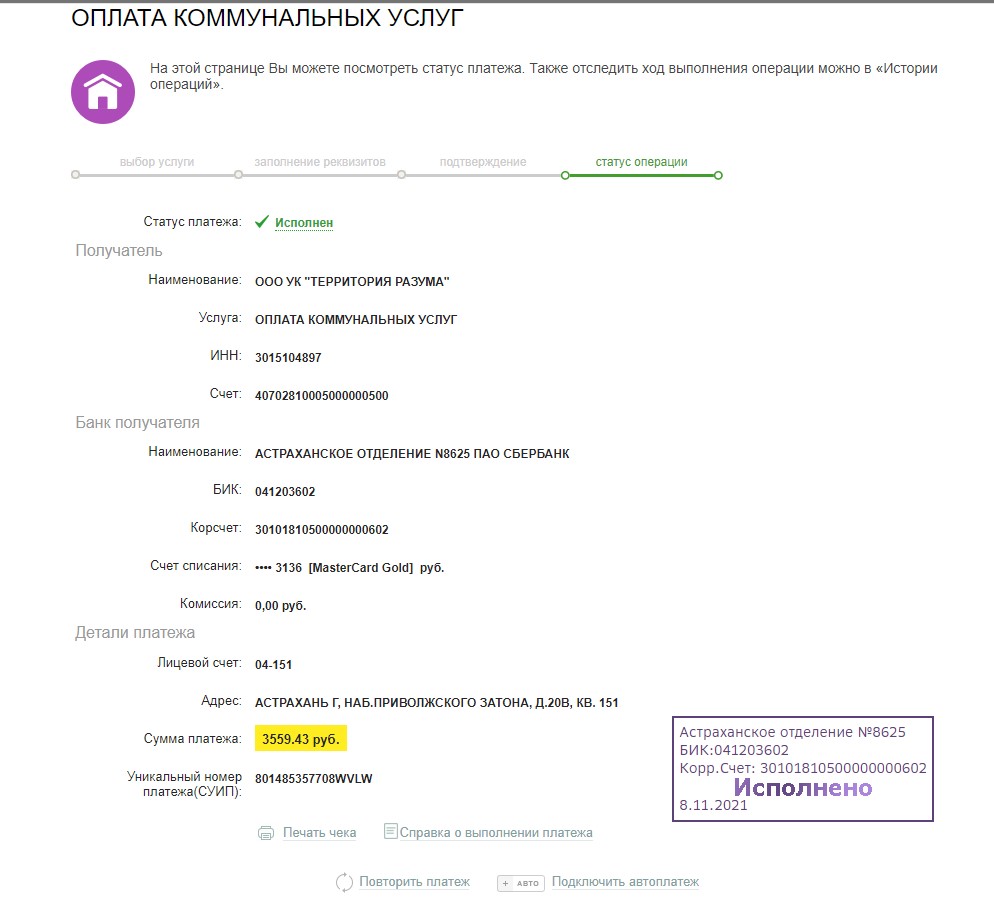 ОПЛАТА КОММУНАЛЬНЫХ УСЛУГ
На этой странице Вы можете посмотреть статус платежа. Также отследить ход выполнения операции можно в «Истории
операций».
выбор услуги заполнение реквизитов подтверждение статус операции
Статус платежа: Исполнен
Получатель
Наименование: ООО УК "ТЕРРИТОРИЯ РАЗУМА"
Услуга: ОПЛАТА КОММУНАЛЬНЫХ УСЛУГ
ИНН: 3015104897
Счет: 40702810005000000500
Банк получателя
Наименование: АСТРАХАНСКОЕ ОТДЕЛЕНИЕ N8625 ПАО СБЕРБАНК
БИК: 041203602
Корсчет: 30101810500000000602
Счет списания: •••• 3136 [MasterCard Gold] руб.
Комиссия: 0,00 руб.
Детали платежа
Лицевой счет: 04-151
Адрес: АСТРАХАНЬ Г, НАБ.ПРИВОЛЖСКОГО ЗАТОНА, Д.20В, КВ. 151
Сумма платежа: 3559.43 руб.
Уникальный номер
платежа(СУИП): 801485357708WVLW
Астраханское отделение №8625
БИК:041203602
Корр.Счет: 30101810500000000602
Исполнено
8.11.2021
Печать чека Справка о выполнении платежа
Повторить платеж + АВТО Подключить автоплатеж